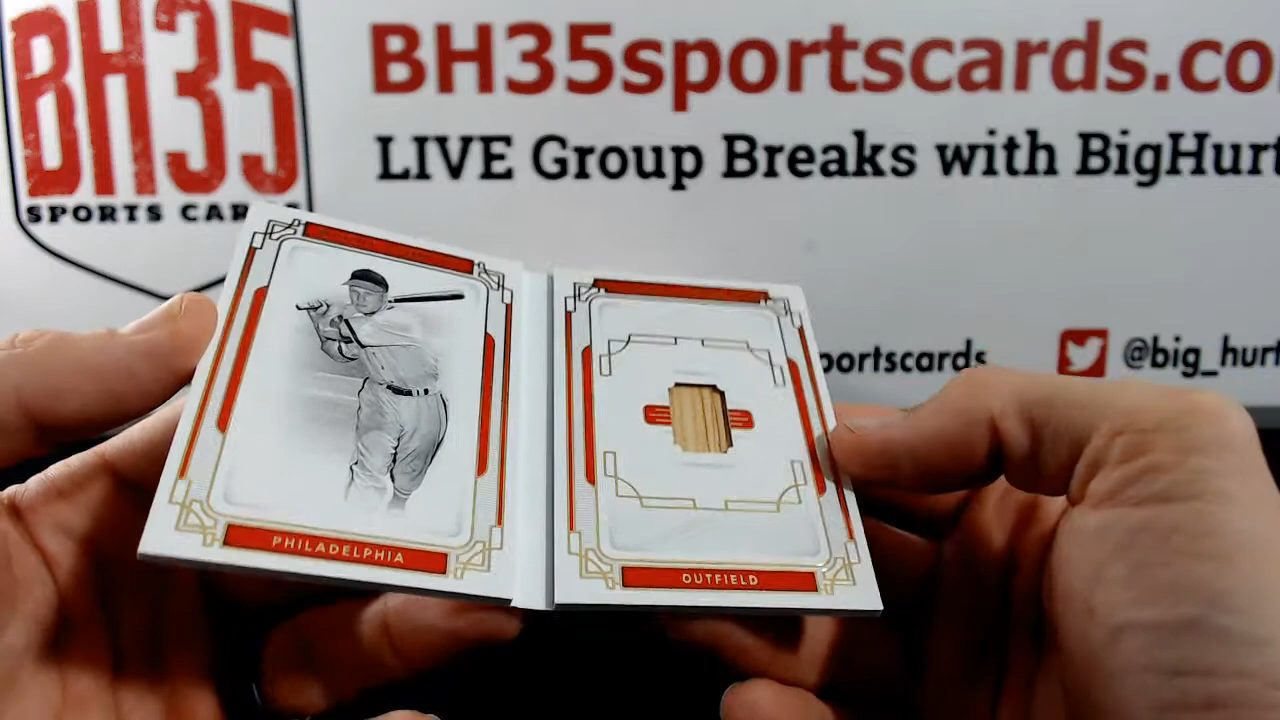 BH35
SPORTS CAR
BH35sportscards.co
LIVE Group Breaks with BigHurt
portscards
@big_hurt
PHILADELPHIA
OUTFIELD